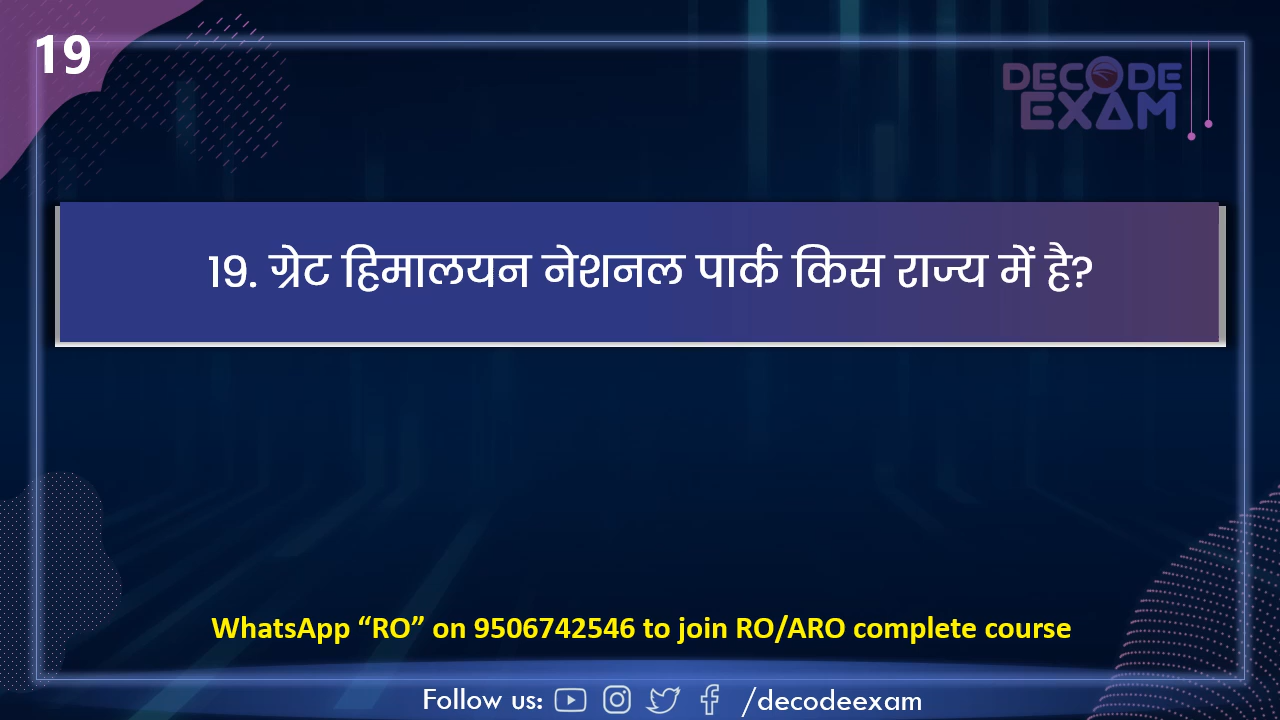 19
DECODE
EXAM
19. ग्रेट हिमालयन नेशनल पार्क किस राज्य में है?
WhatsApp “RO” on 9506742546 to join RO/ARO complete course
Follow us: /decodeexam